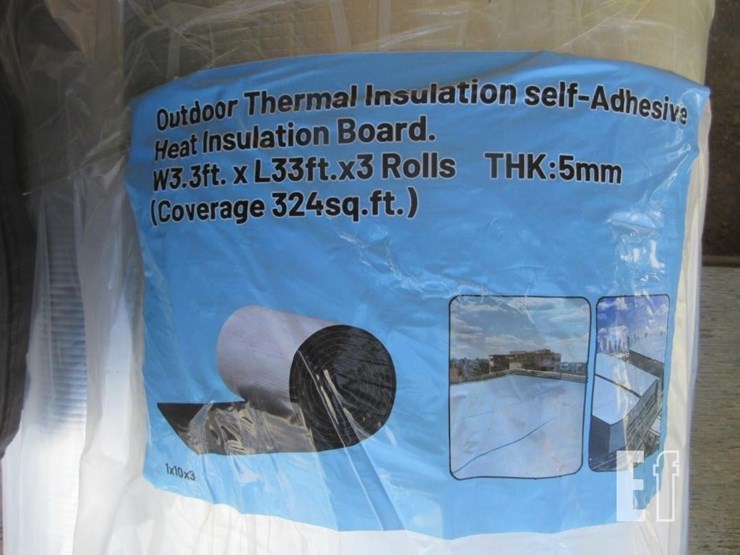 Outdoor Thermal Insulation self-Adhesive
Heat Insulation Board.
W3.3ft. x L33ft.x3 Rolls THK:5mm
(Coverage 324sq.ft.)
1x10x3
Ef